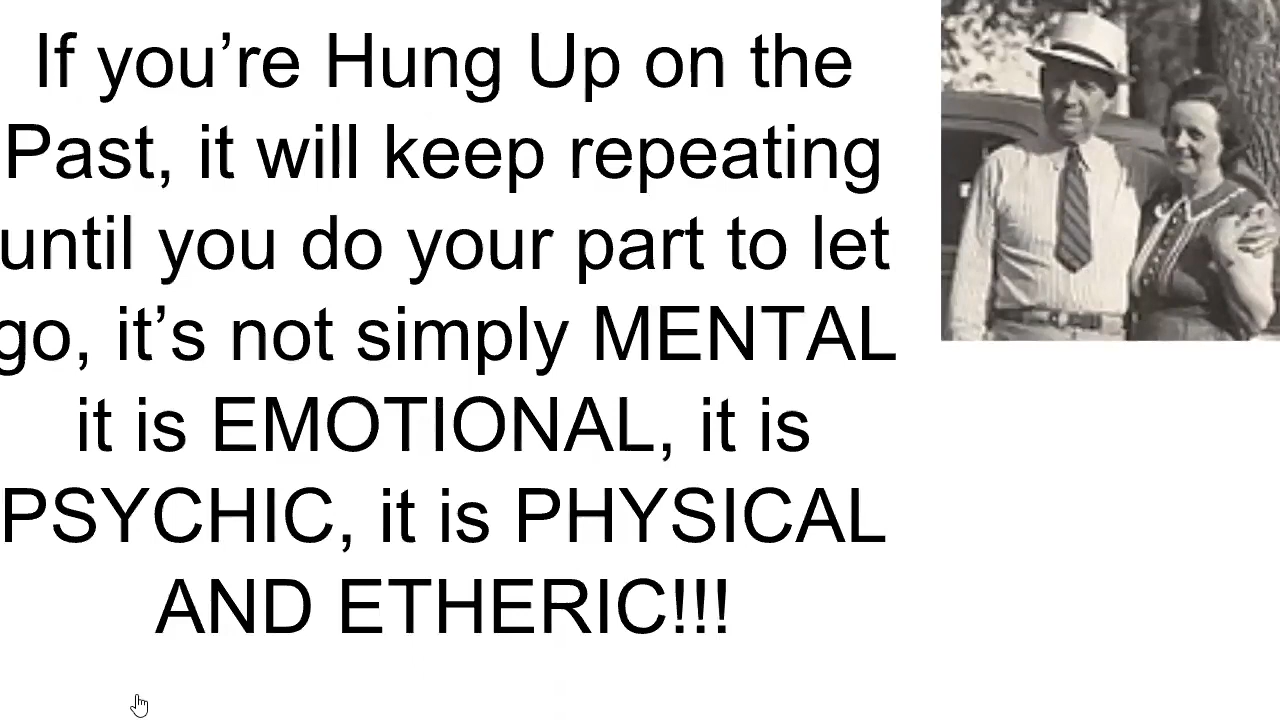 If you’re Hung Up on the
Past, it will keep repeating
until you do your part to let
go, it’s not simply MENTAL
it is EMOTIONAL, it is
PSYCHIC, it is PHYSICAL
AND ETHERIC!!!